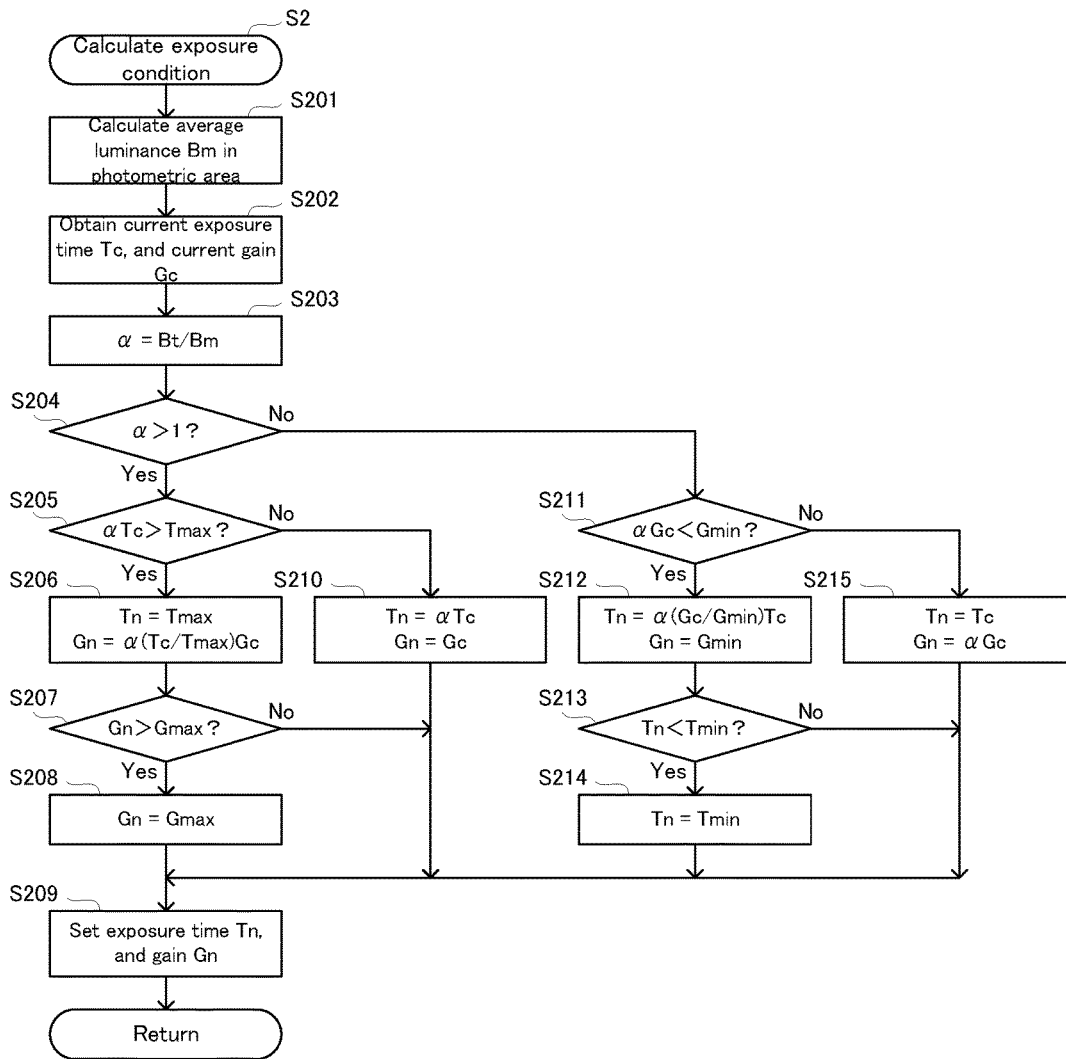 S2
Calculate exposure
condition
S201
Calculate average
luminance Bm in
photometric area
S202
Obtain current exposure
time Tc, and current gain
Gc
S203
α = Bt/Bm
S204
α>1?
No
Yes
S205
αTc>Tmax?
No
Yes
S211
αGc<Gmin?
No
Yes
S206
Tn = Tmax
Gn = α(Tc/Tmax)Gc
S210
Tn = αTc
Gn = Gc
S212
Tn = α(Gc/Gmin)Tc
Gn = Gmin
S215
Tn = Tc
Gn = αGc
S207
Gn>Gmax?
No
Yes
S213
Tn<Tmin?
No
Yes
S208
Gn = Gmax
S214
Tn = Tmin
S209
Set exposure time Tn,
and gain Gn
Return